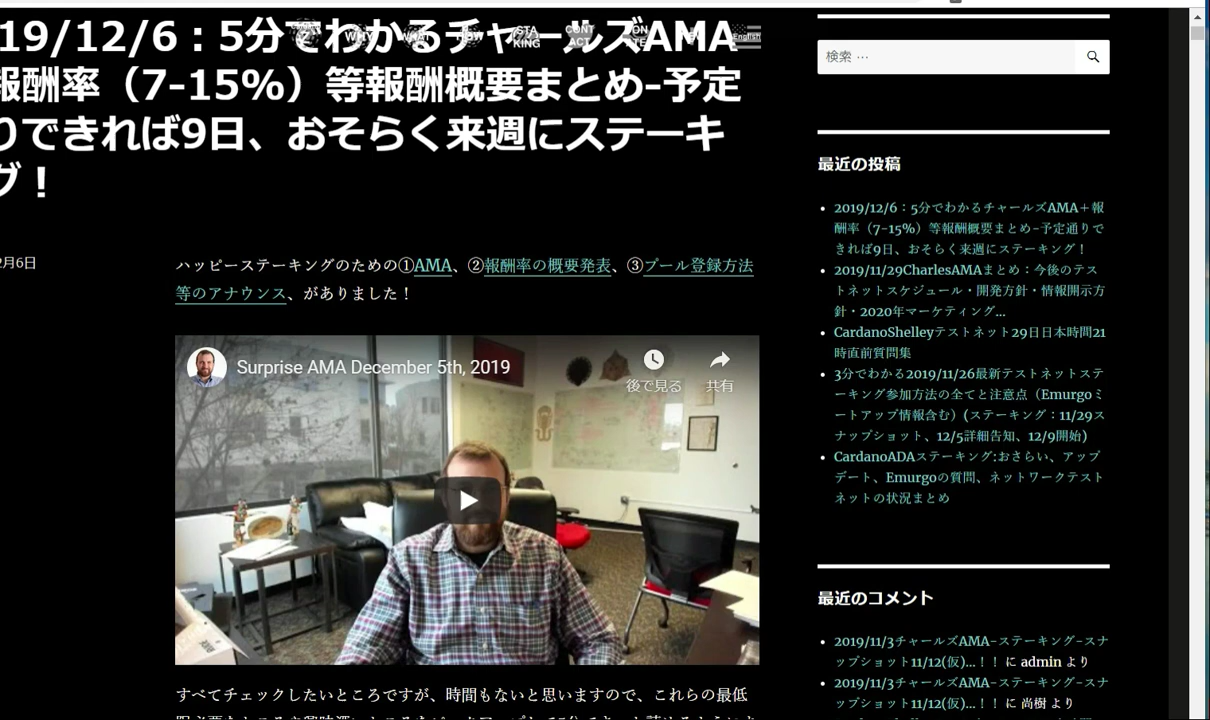 19/12/6：5分でわかるチャールズAMA
報酬率（7-15%）等報酬概要まとめ-予定
りできれば9日、おそらく来週にステーキ
グ！
WHY
WHAT
HOW
STA
KING
CONT
ACT
English
検索 …
最近の投稿
2019/12/6：5分でわかるチャールズAMA＋報
酬率（7-15%）等報酬概要まとめ-予定通りで
きれば9日、おそらく来週にステーキング！
2019/11/29CharlesAMAまとめ：今後のテス
トネットスケジュール・開発方針・情報開示方
針・2020年マーケティング...
CardanoShelleyテストネット29日日本時間21
時直前質問集
3分でわかる2019/11/26最新テストネットステ
ーキング参加方法の全てと注意点（Emurgoミ
ートアップ情報含む）(ステーキング：11/29ス
ナップショット、12/5詳細告知、12/9開始)
CardanoADAステーキング:おさらい、アップ
デート、Emurgoの質問、ネットワークテスト
ネットの状況まとめ
2月6日
ハッピーステーキングのための①AMA、②報酬率の概要発表、③プール登録方法
等のアナウンス、がありました！
Surprise AMA December 5th, 2019
後で見る
共有
最近のコメント
2019/11/3チャールズAMA-ステーキング-スナ
ップショット11/12(仮)...！！ に admin より
2019/11/3チャールズAMA-ステーキング-スナ
ップショット11/12(仮)...！！ に 尚樹 より
すべてチェックしたいところですが、時間もないと思いますので、これらの最低